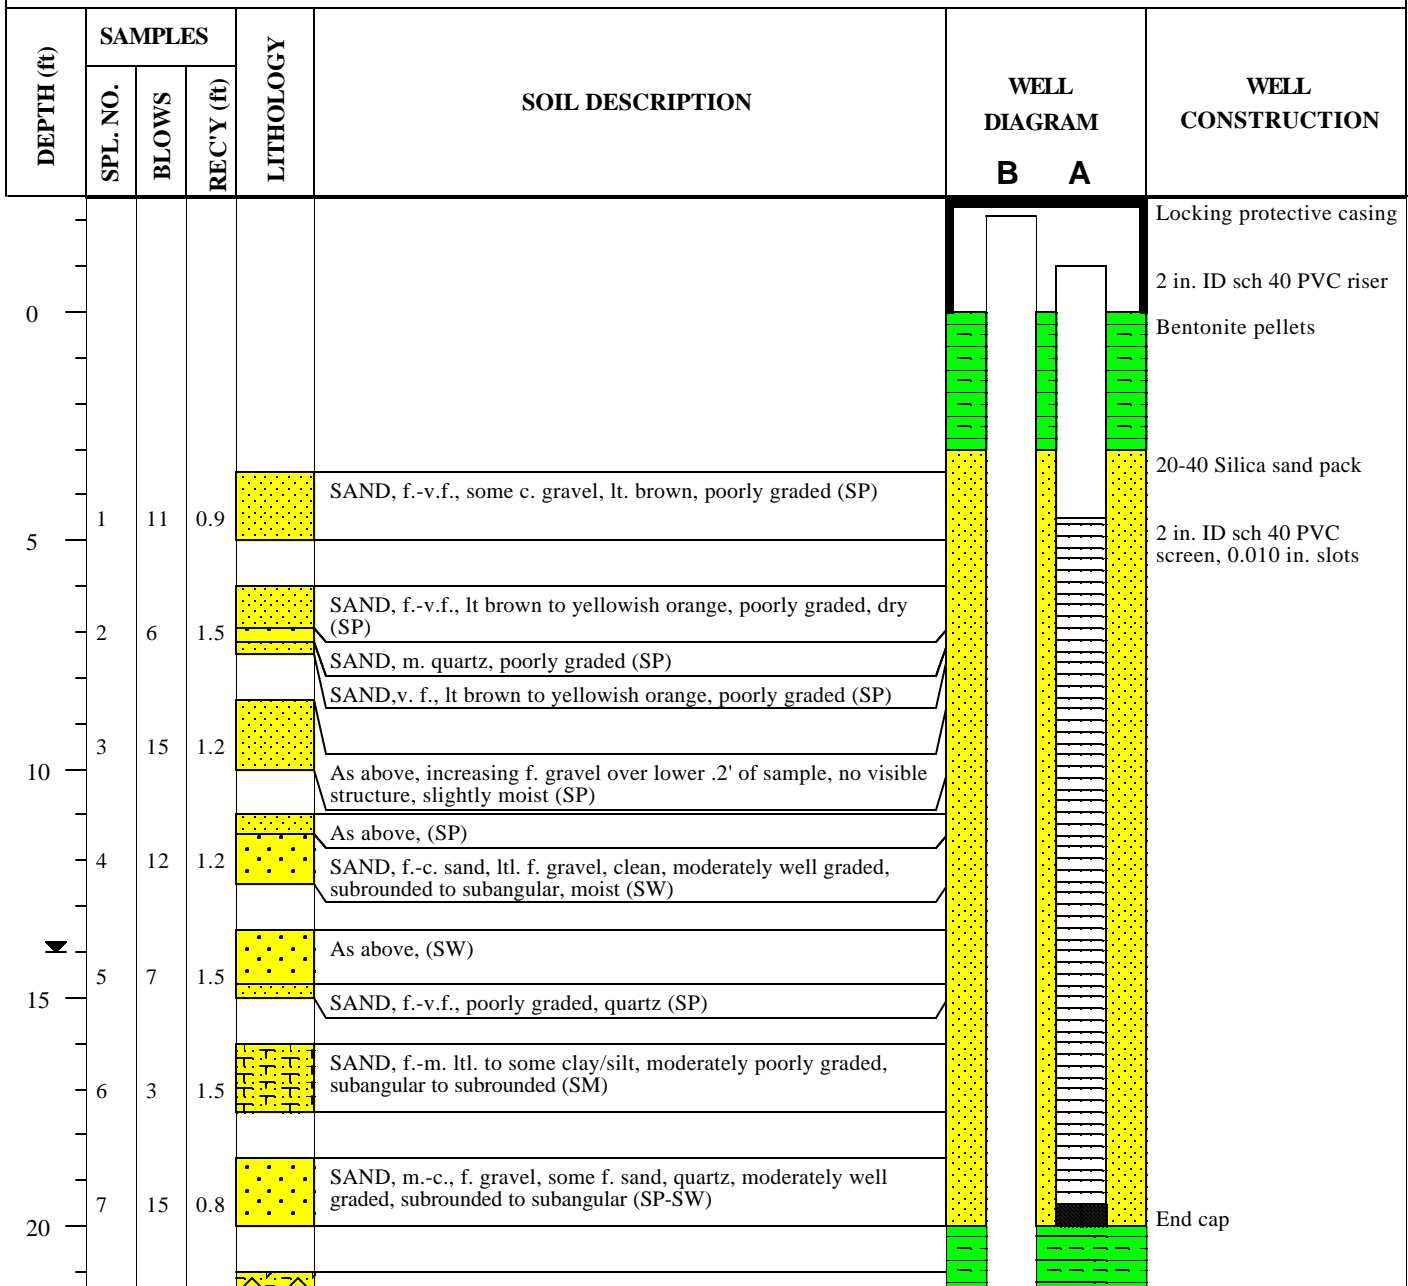 DEPTH (ft)
SAMPLES
SPL. NO.
BLOWS
REC'Y (ft)
LITHOLOGY
SOIL DESCRIPTION
WELL
DIAGRAM
B A
WELL
CONSTRUCTION
Locking protective casing
2 in. ID sch 40 PVC riser
0
Bentonite pellets
20-40 Silica sand pack
SAND, f.-v.f., some c. gravel, lt. brown, poorly graded (SP)
1 11 0.9
5
2 in. ID sch 40 PVC
screen, 0.010 in. slots
SAND, f.-v.f., lt brown to yellowish orange, poorly graded, dry
(SP)
2 6 1.5
SAND, m. quartz, poorly graded (SP)
SAND,v. f., lt brown to yellowish orange, poorly graded (SP)
3 15 1.2
10
As above, increasing f. gravel over lower .2' of sample, no visible
structure, slightly moist (SP)
As above, (SP)
4 12 1.2
SAND, f.-c. sand, ltl. f. gravel, clean, moderately well graded,
subrounded to subangular, moist (SW)
As above, (SW)
5 7 1.5
15
SAND, f.-v.f., poorly graded, quartz (SP)
SAND, f.-m. ltl. to some clay/silt, moderately poorly graded,
subangular to subrounded (SM)
6 3 1.5
SAND, m.-c., f. gravel, some f. sand, quartz, moderately well
graded, subrounded to subangular (SP-SW)
7 15 0.8
20
End cap